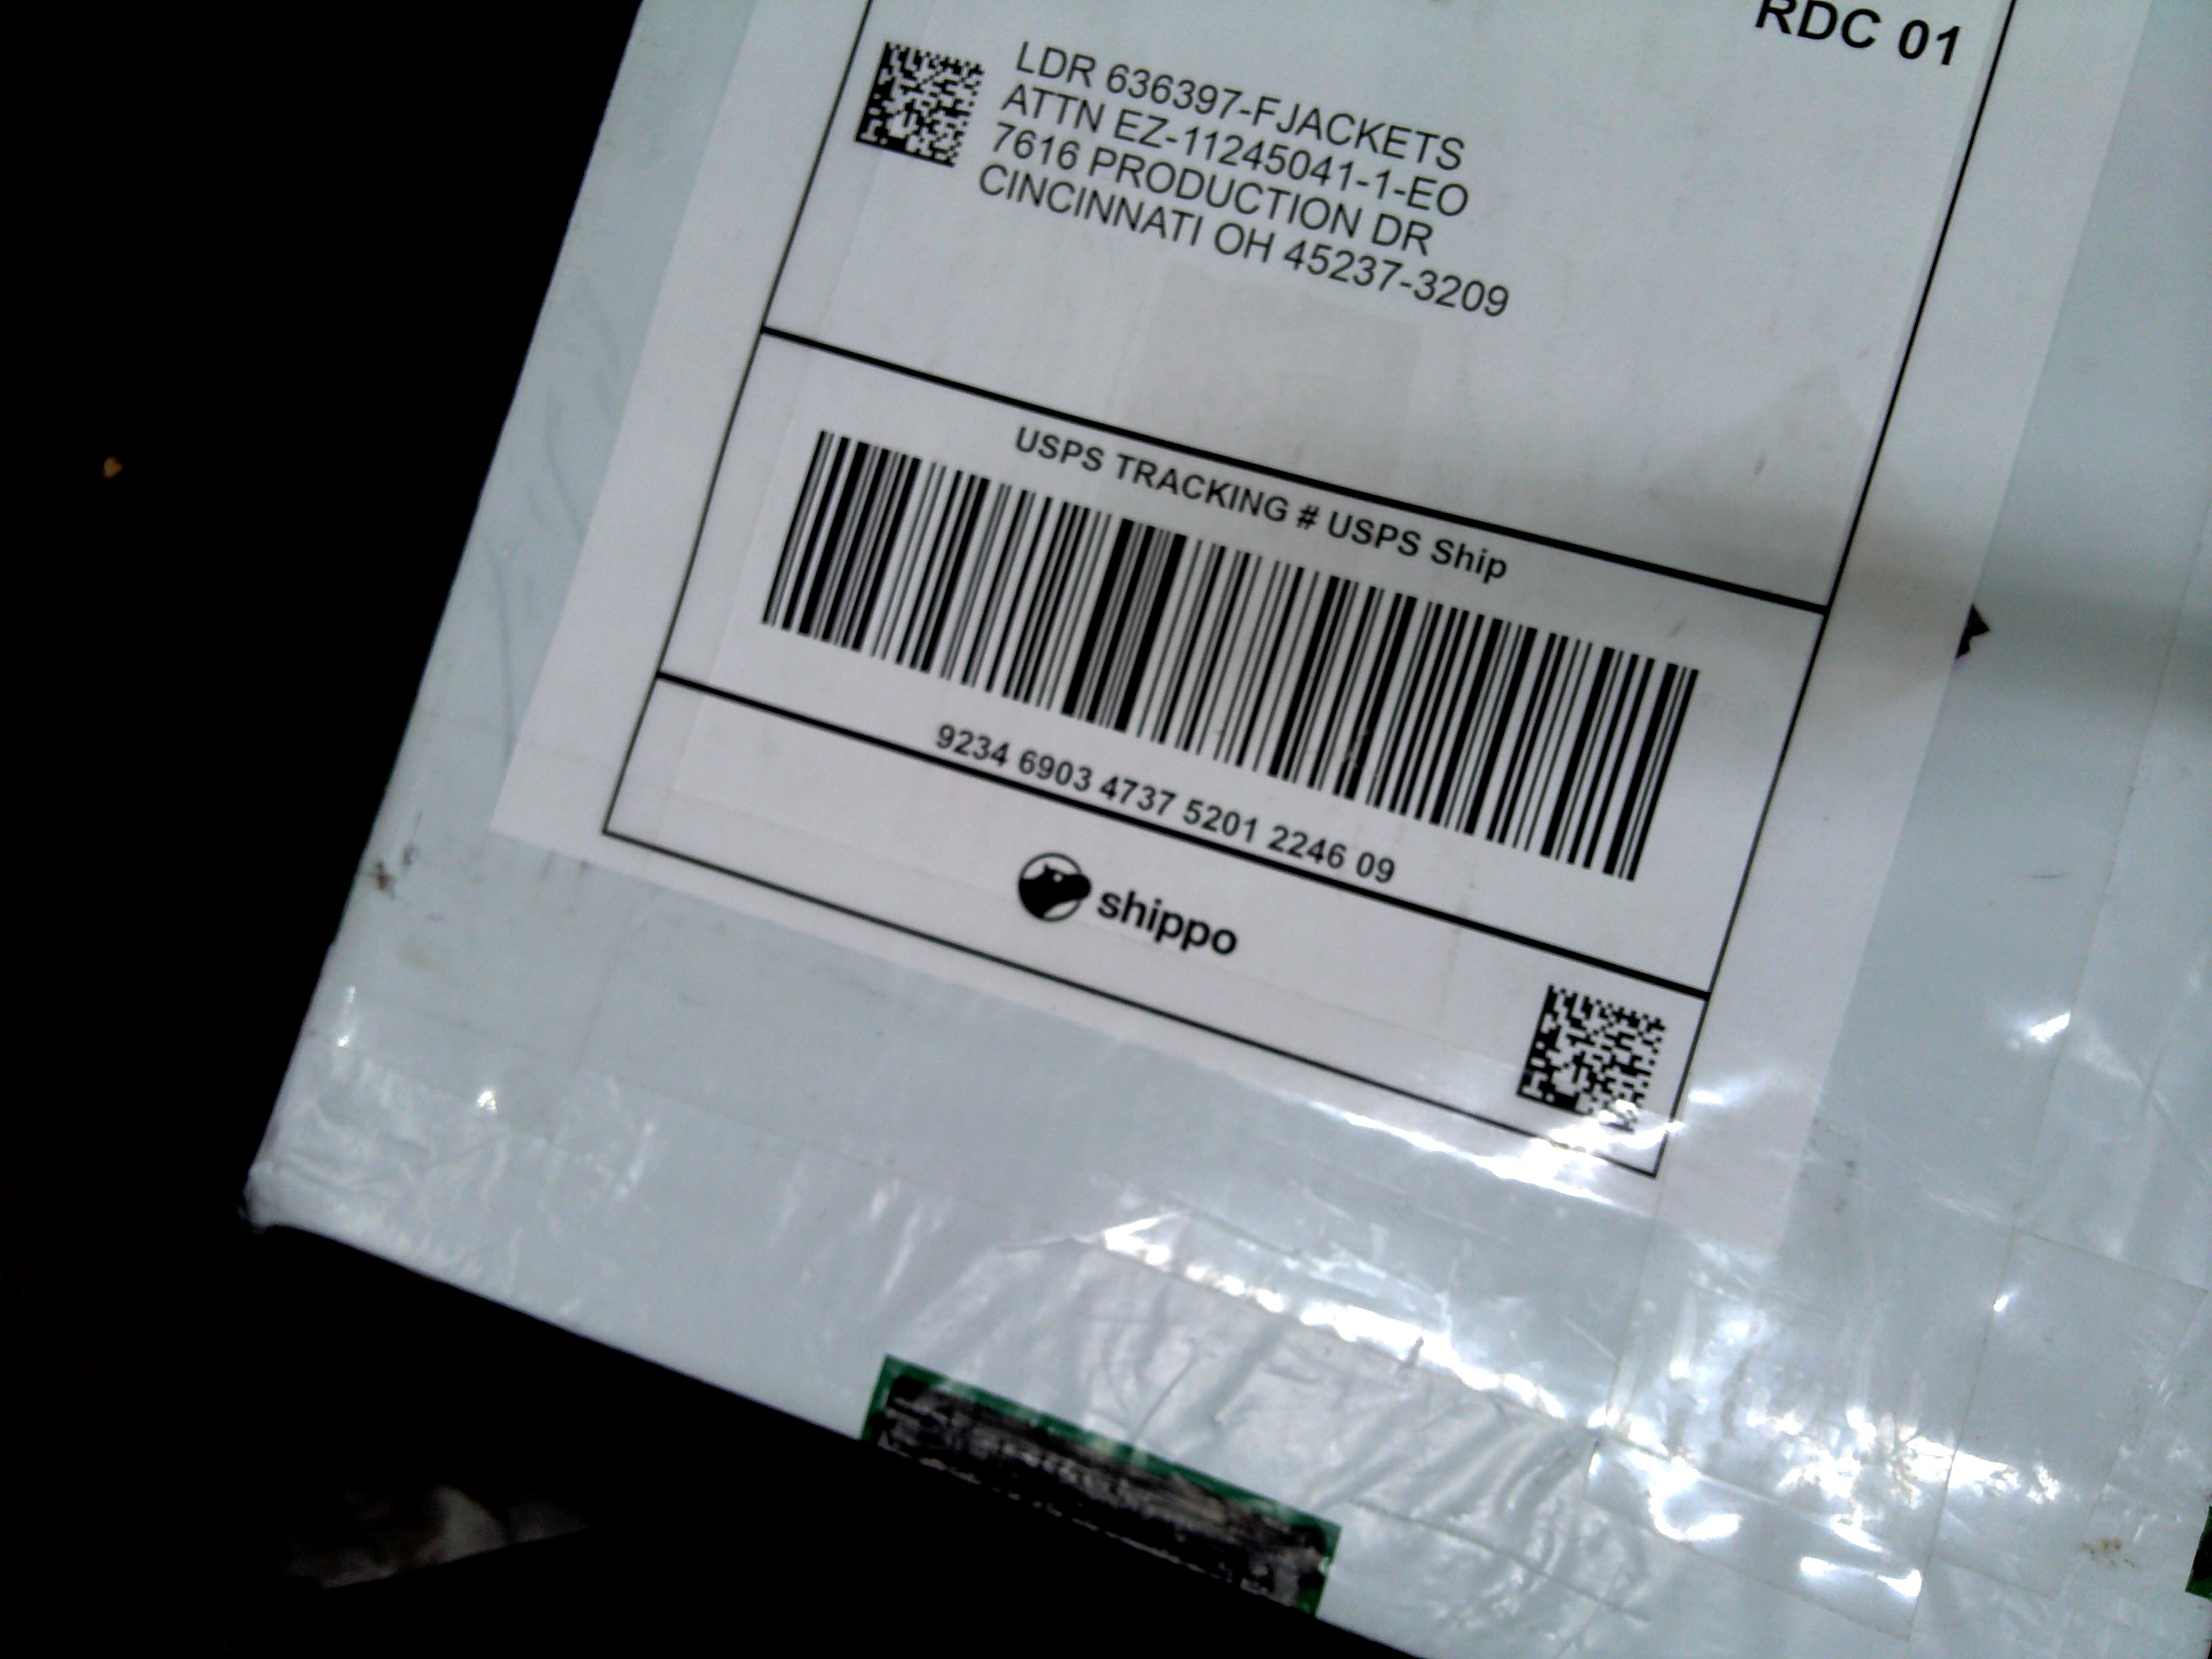 RDC 01
LDR 636397-FJACKETS
ATTN EZ-11245041-1-EO
7616 PRODUCTION DR
CINCINNATI OH 45237-3209
USPS TRACKING # USPS Ship
9234 6903 4737 5201 2246 09
shippo